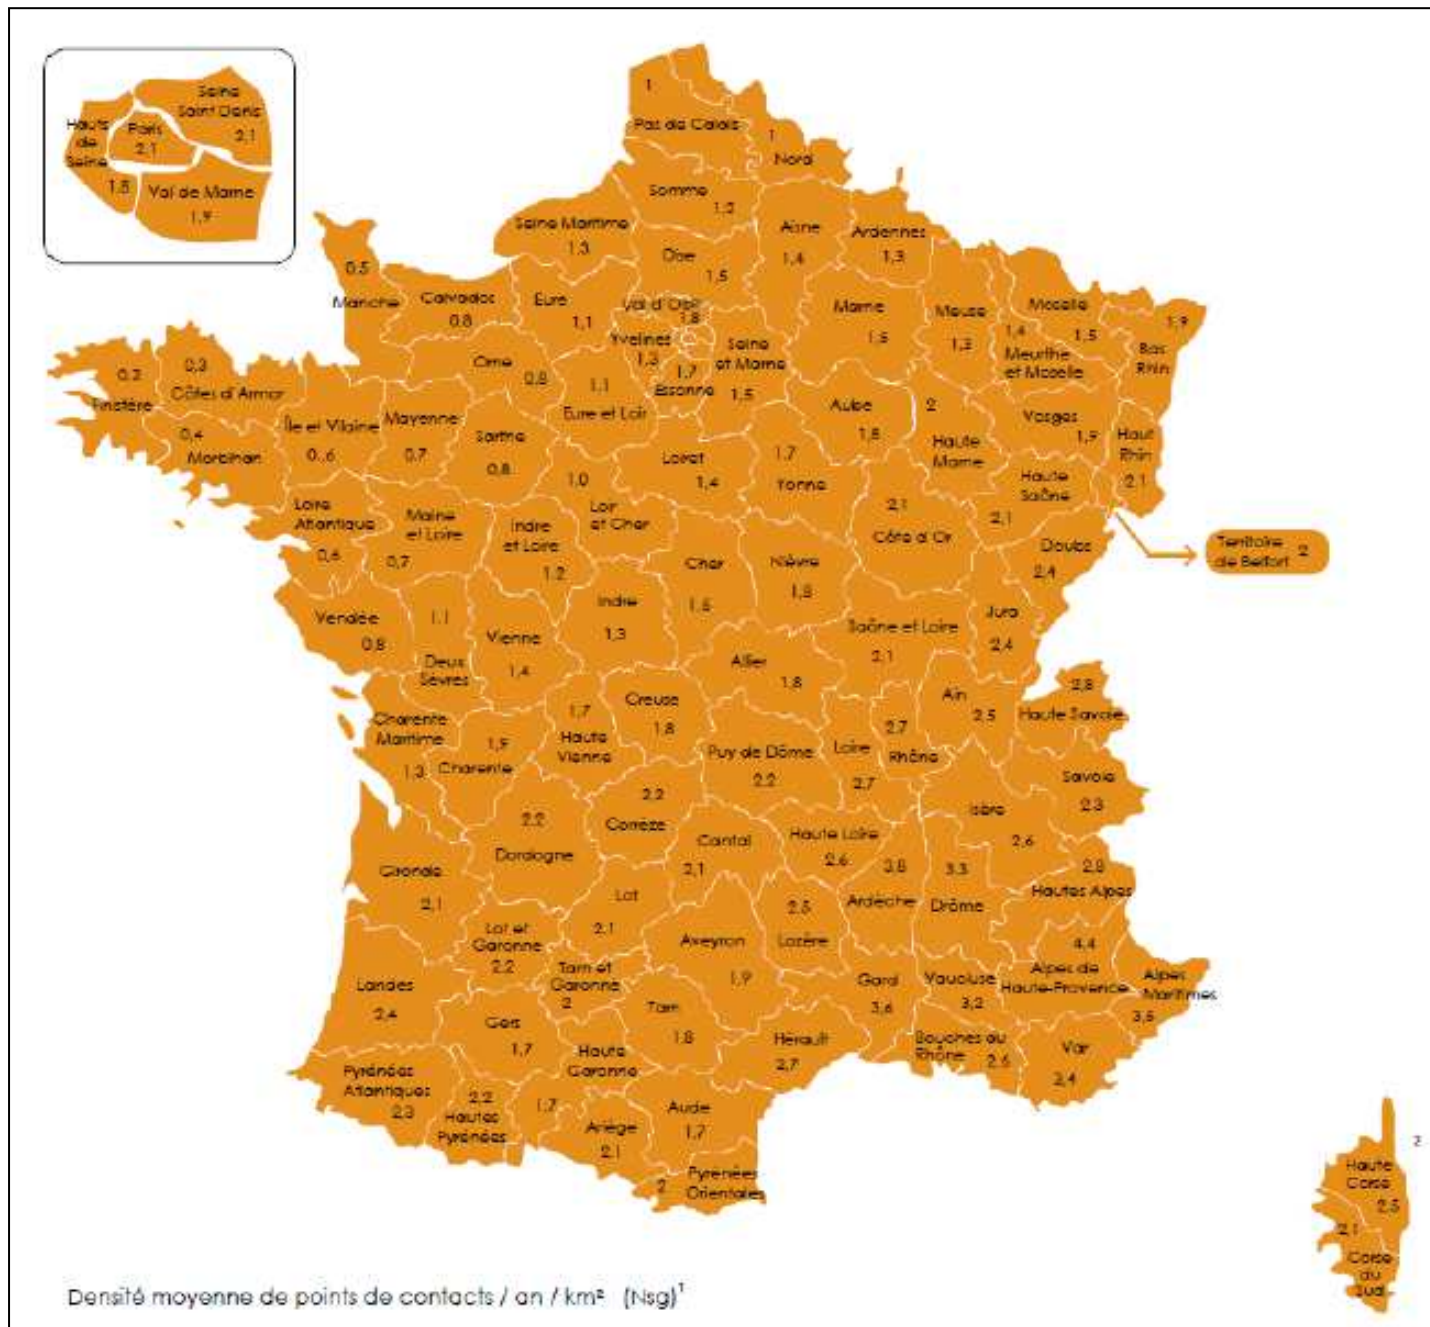 Seine
Saint Denis
2,1
Hauts
de
Seine
Paris
2,1
1,8
Val de Marne
1,9
1
Pas de Calais
1
Nord
Somme
1,2
Seine Maritime
1,3
Oise
1,5
Aisne
1,4
Ardennes
1,3
0,5
Manche
Calvados
0,8
Eure
1,1
Val d'Oise
1,8
Yvelines
1,3
1,7
Essonne
Seine
et Marne
1,5
Marne
1,5
Meuse
1,3
Moselle
1,5
1,4
Meurthe
et Moselle
1,9
Bas
Rhin
0,2
Finistère
0,3
Côtes d'Armor
0,4
Morbihan
Île et Vilaine
0,6
Mayenne
0,7
Orne
0,8
Sarthe
0,8
1,1
Eure et Loir
Aube
1,8
2
Haute
Marne
Vosges
1,9
Haut
Rhin
2,1
Loiret
1,4
1,7
Yonne
Haute
Saône
2,1
Loire
Atlantique
0,6
Maine
et Loire
0,7
Indre
et Loire
1.2
1,0
Loir
et Cher
2,1
Côte d'Or
Doubs
2,4
Territoire
de Belfort 2
Cher
1,5
Nièvre
1,8
Indre
1,3
Vendée
0,8
1,1
Deux
Sèvres
Vienne
1,4
Saône et Loire
2,1
Jura
2,4
Allier
1,8
Ain
2,5
2,8
Haute Savoie
Charente
Maritime
1,3
1,9
Charente
1,7
Haute
Vienne
Creuse
1,8
Puy de Dôme
2,2
Loire
2,7
2,7
Rhône
Savoie
2,3
Isère
2,6
2,2
Dordogne
2,2
Corrèze
Cantal
2,1
Haute Loire
2,6
3,8
Ardèche
3,3
Drôme
2,8
Hautes Alpes
Gironde
2,1
Lot
2,1
Lot et
Garonne
2,2
Aveyron
1,9
2,5
Lozère
4,4
Alpes de
Haute-Provence
Alpes
Maritimes
3,5
Landes
2,4
Tarn et
Garonne
2
Tarn
1,8
Gard
3,6
Vaucluse
3,2
Gers
1,7
Haute
Garonne
1,7
Hérault
2,7
Bouches du
Rhône
2,5
Var
3,4
Pyrénées
Atlantiques
2,3
2,2
Hautes
Pyrénées
Ariège
2,1
Aude
1,7
2
Pyrénées
Orientales
2
Haute
Corse
2,5
2,1
Corse
du
Sud
Densité moyenne de points de contacts / an / km² (Nsg)¹